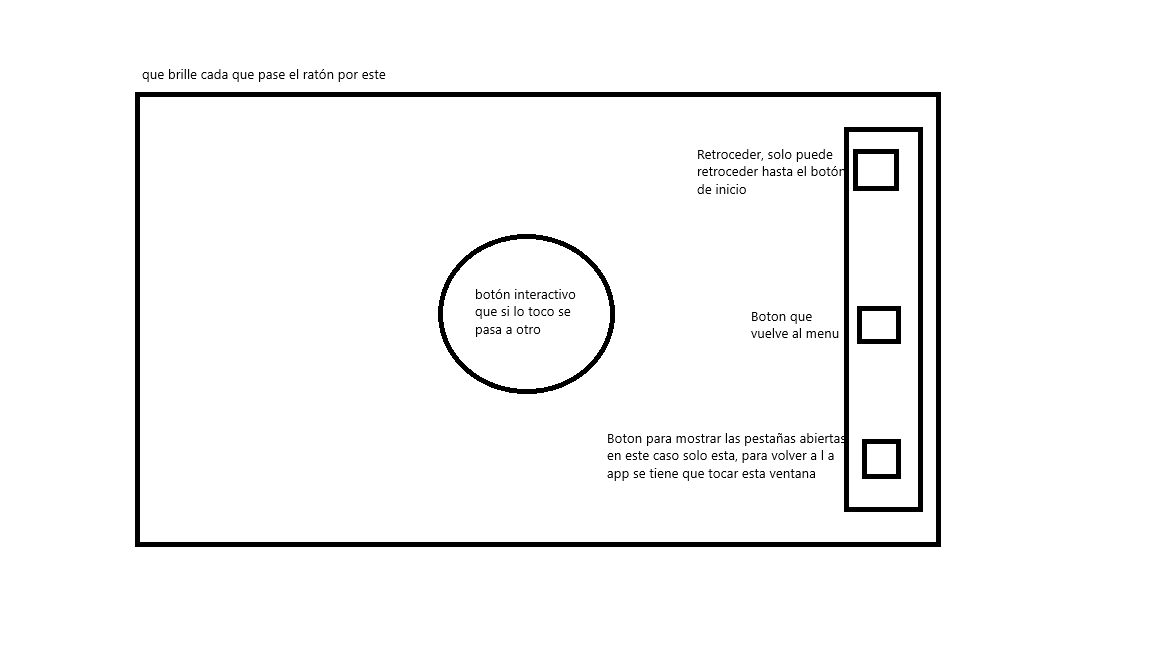 que brille cada que pase el ratón por este
Retroceder, solo puede
retroceder hasta el botón
de inicio
botón interactivo
que si lo toco se
pasa a otro
Boton que
vuelve al menu
Boton para mostrar las pestañas abiertas
en este caso solo esta, para volver a l a
app se tiene que tocar esta ventana